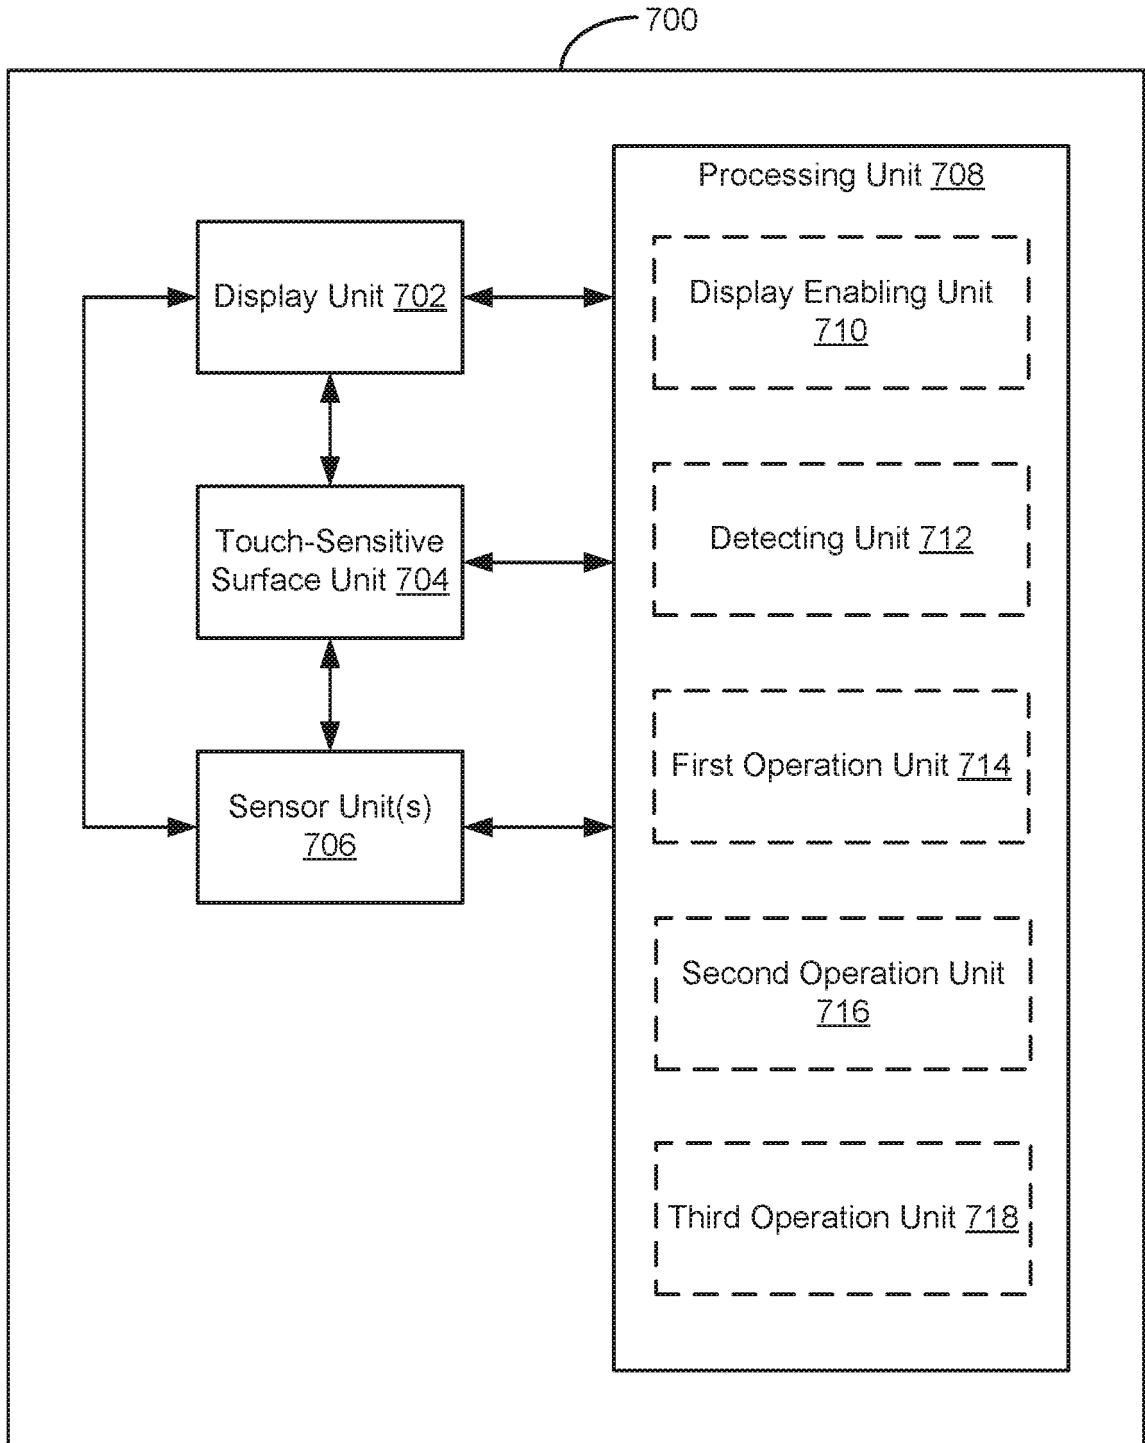 700
Processing Unit 708
Display Unit 702
Display Enabling Unit
710
Touch-Sensitive
Surface Unit 704
Detecting Unit 712
Sensor Unit(s)
706
First Operation Unit 714
Second Operation Unit
716
Third Operation Unit 718